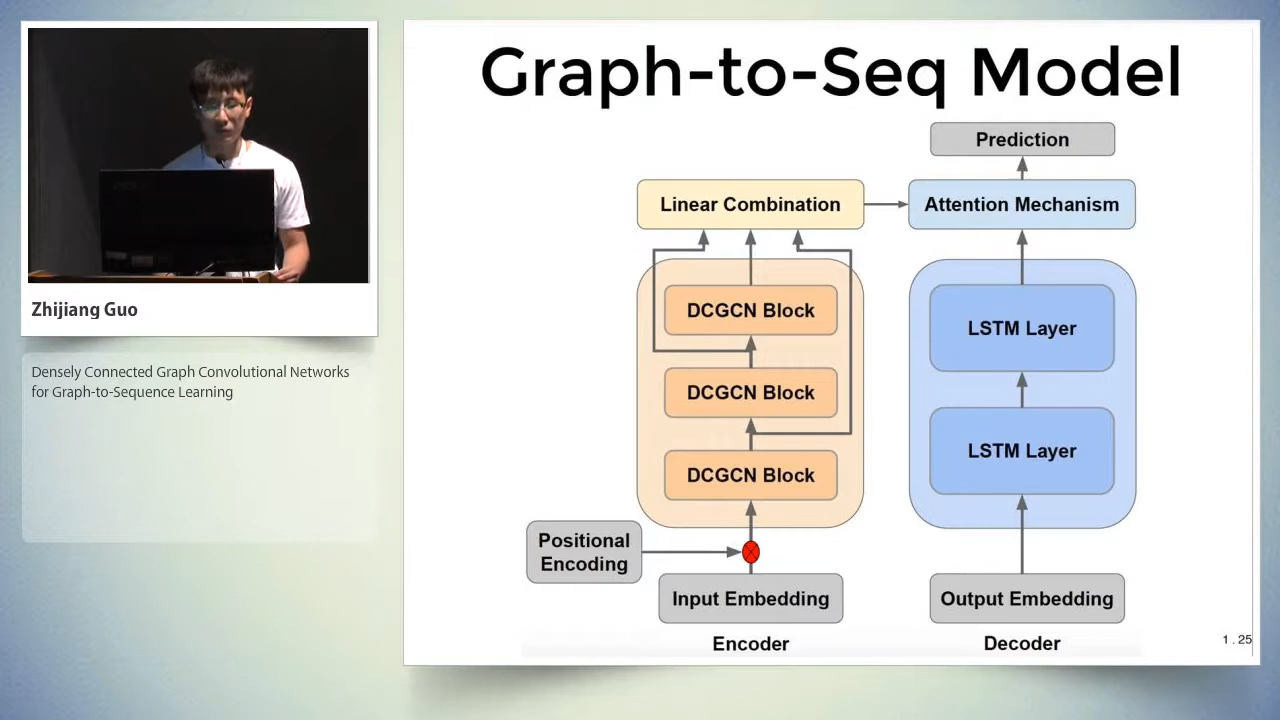 Graph-to-Seq Model
Prediction
Linear Combination
Attention Mechanism
DCGCN Block
LSTM Layer
DCGCN Block
LSTM Layer
DCGCN Block
Positional
Encoding
Input Embedding
Output Embedding
Encoder
Decoder
1 . 25
Zhijiang Guo
Densely Connected Graph Convolutional Networks
for Graph-to-Sequence Learning